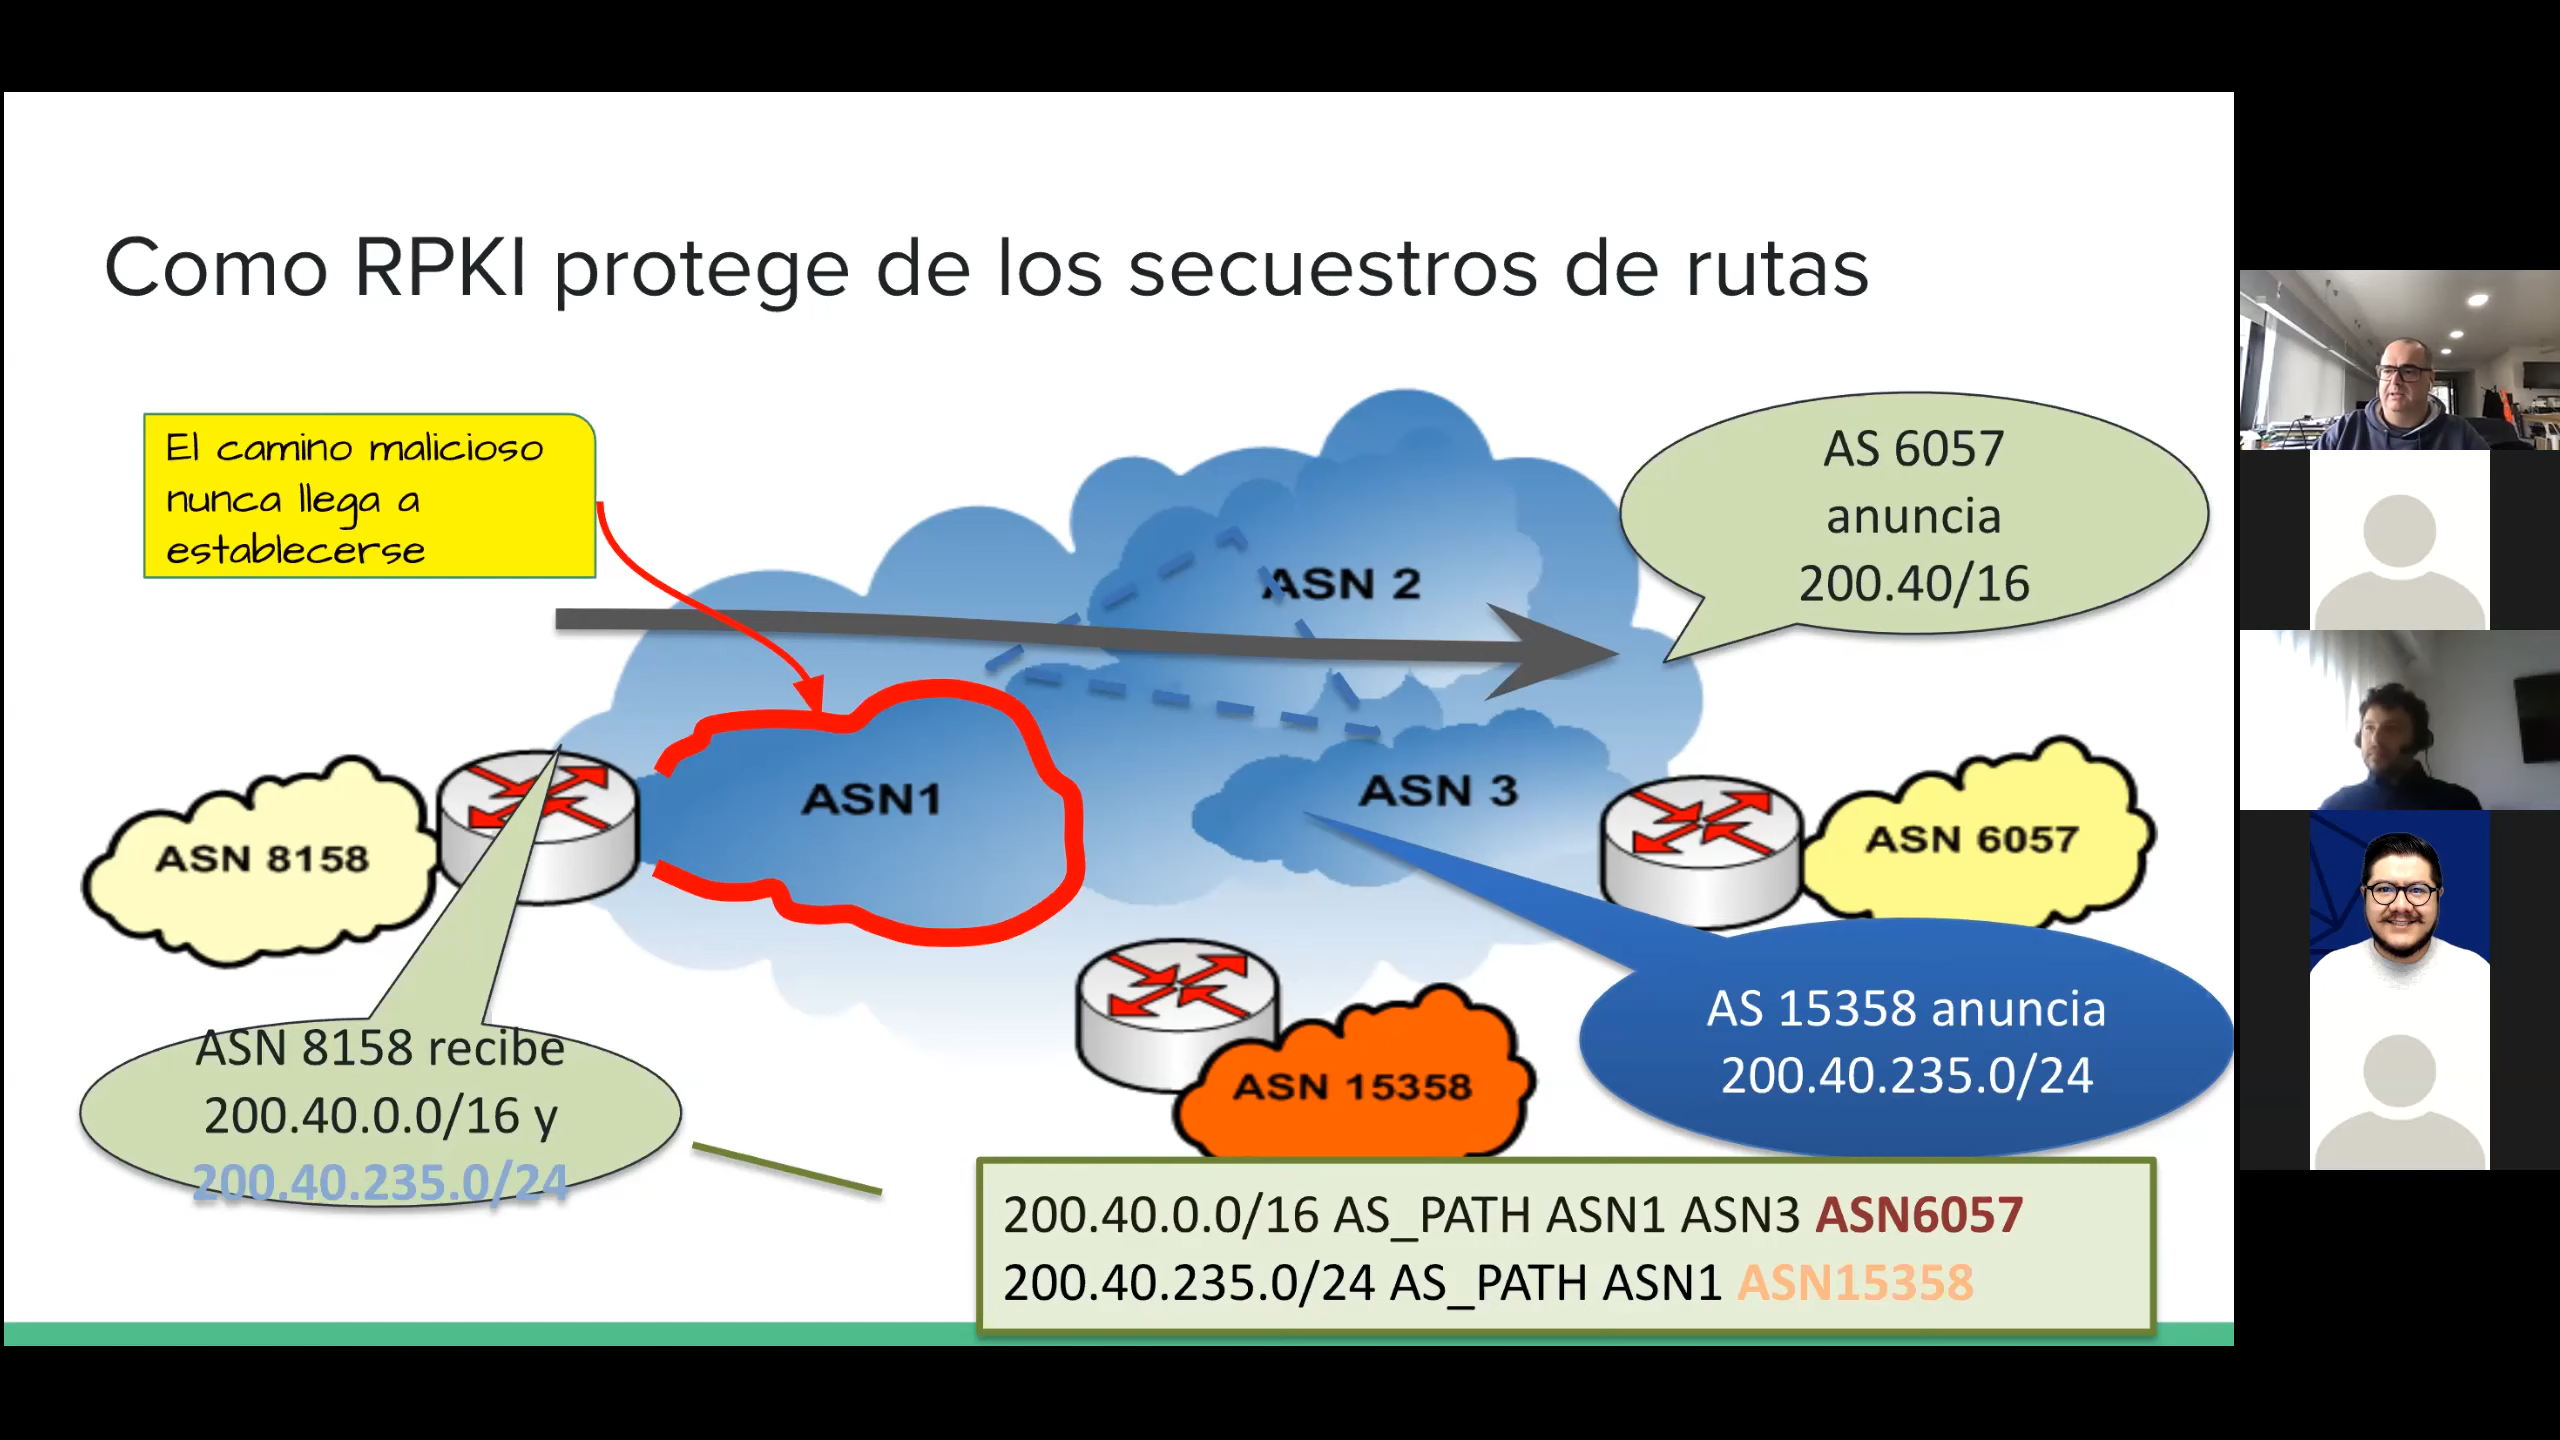 Como RPKI protege de los secuestros de rutas
El camino malicioso
nunca llega a
establecerse
AS 6057
anuncia
200.40/16
ASN 2
ASN1
ASN 3
ASN 8158
ASN 6057
ASN 15358
AS 15358 anuncia
200.40.235.0/24
ASN 8158 recibe
200.40.0.0/16 y
200.40.235.0/24
200.40.0.0/16 AS_PATH ASN1 ASN3 ASN6057
200.40.235.0/24 AS_PATH ASN1 ASN15358